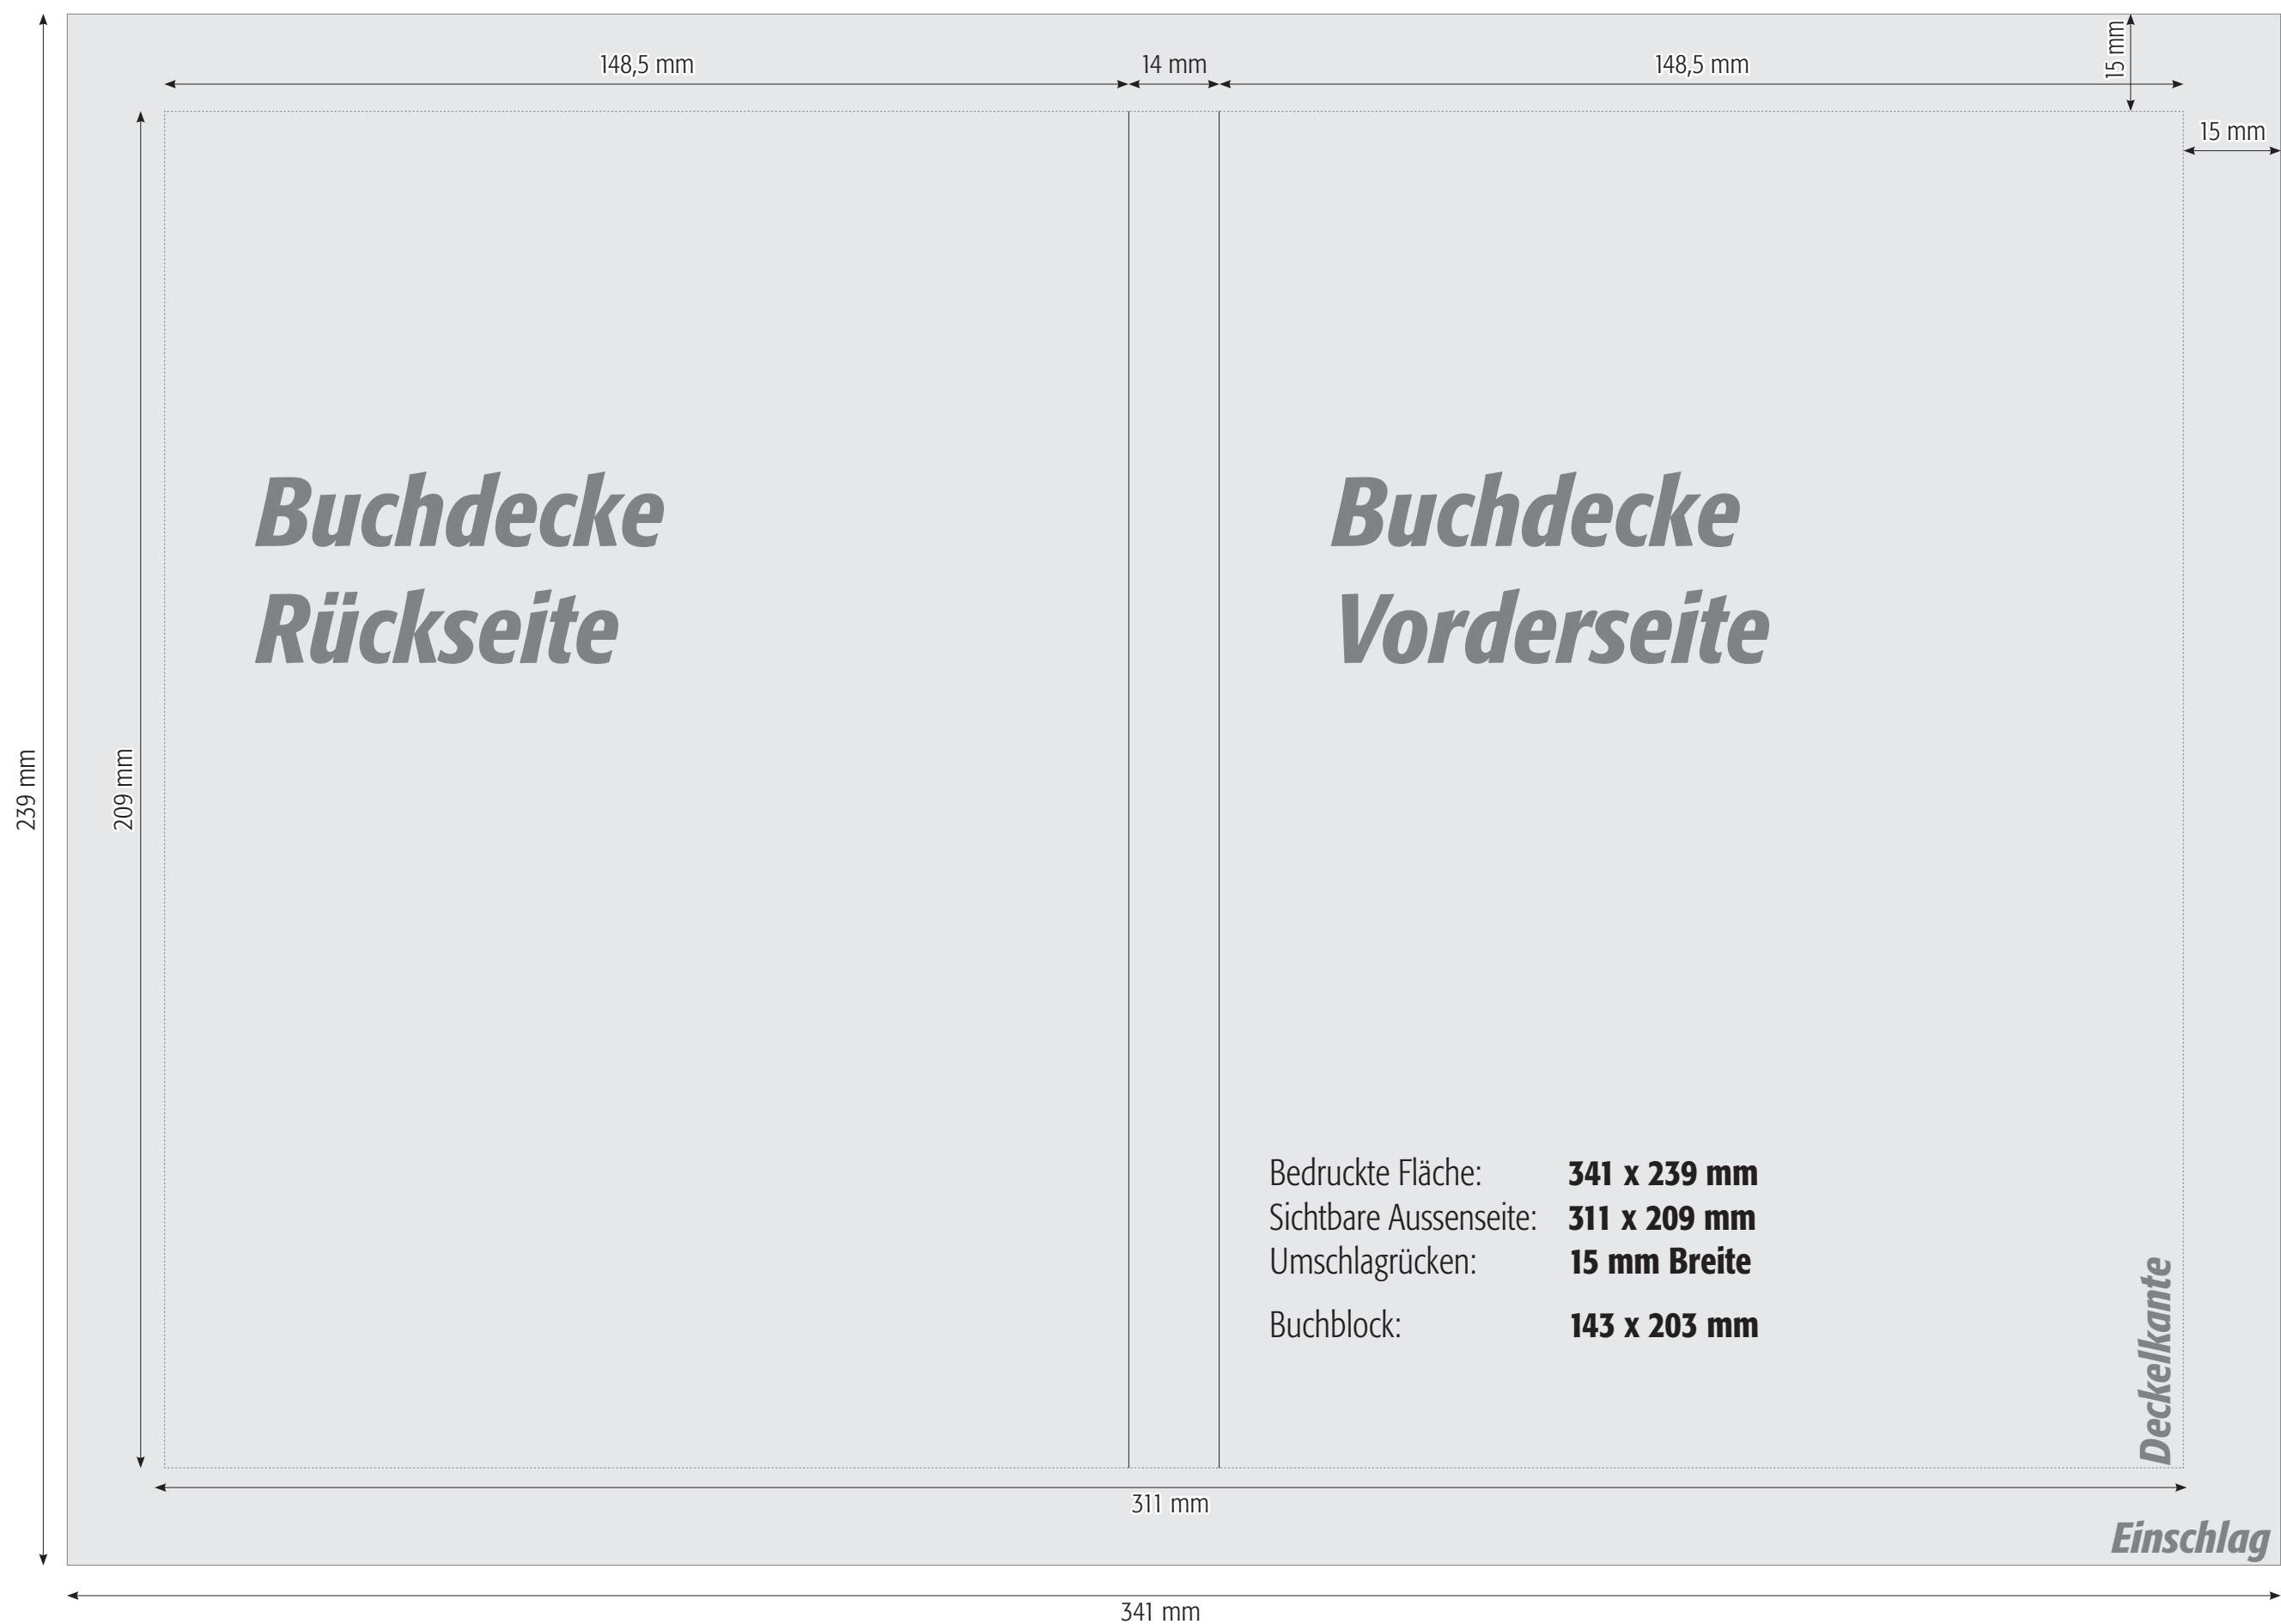 148,5 mm
14 mm
148,5 mm
15 mm
15 mm
Buchdecke
Rückseite
Buchdecke
Vorderseite
239 mm
209 mm
Bedruckte Fläche: 341 x 239 mm
Sichtbare Aussenseite: 311 x 209 mm
Umschlagrücken: 15 mm Breite
Buchblock: 143 x 203 mm
Deckelkante
311 mm
Einschlag
341 mm